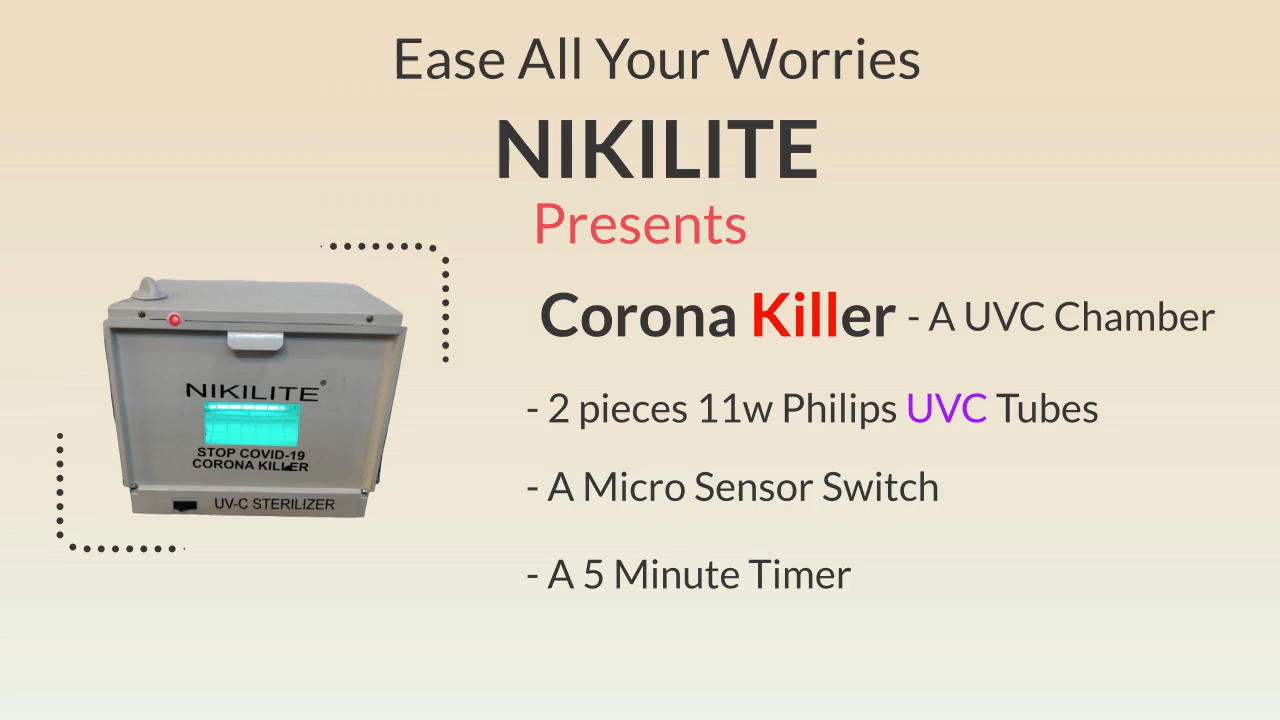 Ease All Your Worries
NIKILITE
Presents
Corona Killer - A UVC Chamber
- 2 pieces 11w Philips UVC Tubes
- A Micro Sensor Switch
- A 5 Minute Timer
NIKILITE®
STOP COVID-19
CORONA KILLER
UV-C STERILIZER